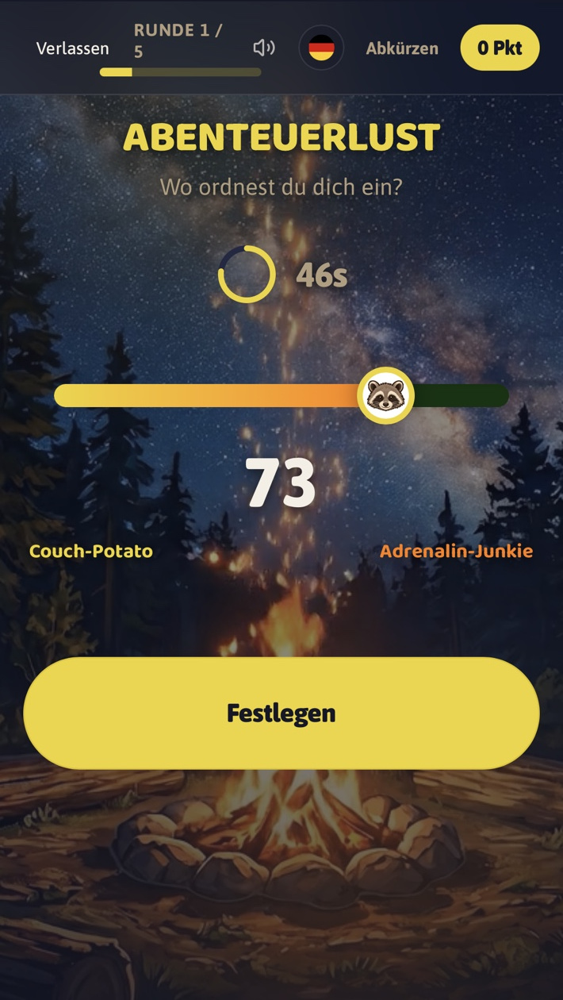 Verlassen
RUNDE 1 /
5
Abkürzen
0 Pkt
ABENTEUERLUST
Wo ordnest du dich ein?
46s
73
Couch-Potato
Adrenalin-Junkie
Festlegen